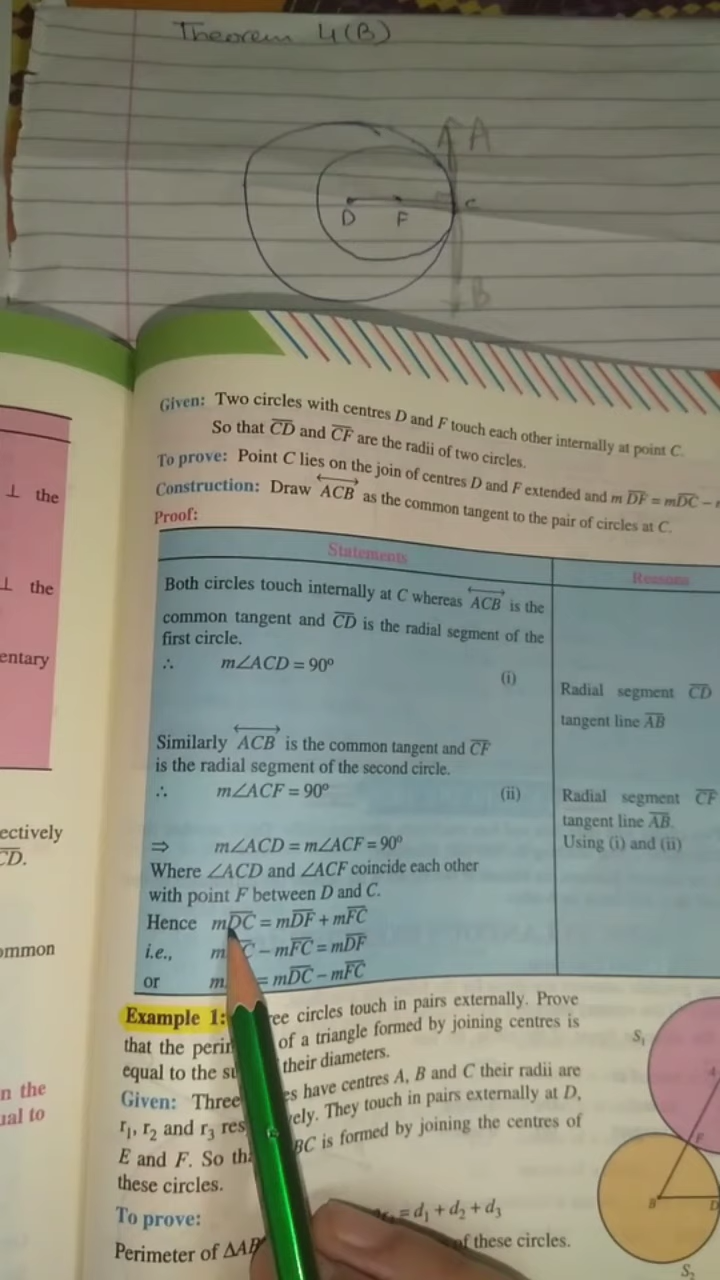 Theorem 4(B)
A
D F C
B
Given: Two circles with centres D and F touch each other internally at point C.
So that CD and CF are the radii of two circles.
To prove: Point C lies on the join of centres D and F extended and m DF = mDC –
Construction: Draw ACB as the common tangent to the pair of circles at C.
Proof:
Statements
Reasons
Both circles touch internally at C whereas ACB is the
common tangent and CD is the radial segment of the
first circle.
∴ m∠ACD = 90° (i)
Radial segment CD
tangent line AB
Similarly ACB is the common tangent and CF
is the radial segment of the second circle.
∴ m∠ACF = 90° (ii)
Radial segment CF
tangent line AB.
⇒ m∠ACD = m∠ACF = 90°
Using (i) and (ii)
Where ∠ACD and ∠ACF coincide each other
with point F between D and C.
Hence mDC = mDF + mFC
i.e., m C – mFC = mDF
or m = mDC – mFC
Example 1: ree circles touch in pairs externally. Prove
that the perin of a triangle formed by joining centres is
equal to the su their diameters.
Given: Three es have centres A, B and C their radii are
r₁, r₂ and r₃ res vely. They touch in pairs externally at D,
E and F. So tha BC is formed by joining the centres of
these circles.
To prove:
= d₁ + d₂ + d₃
Perimeter of ΔAB of these circles.
S₁
F
B
S₂
⊥ the
⊥ the
entary
ectively
CD.
ommon
n the
ual to